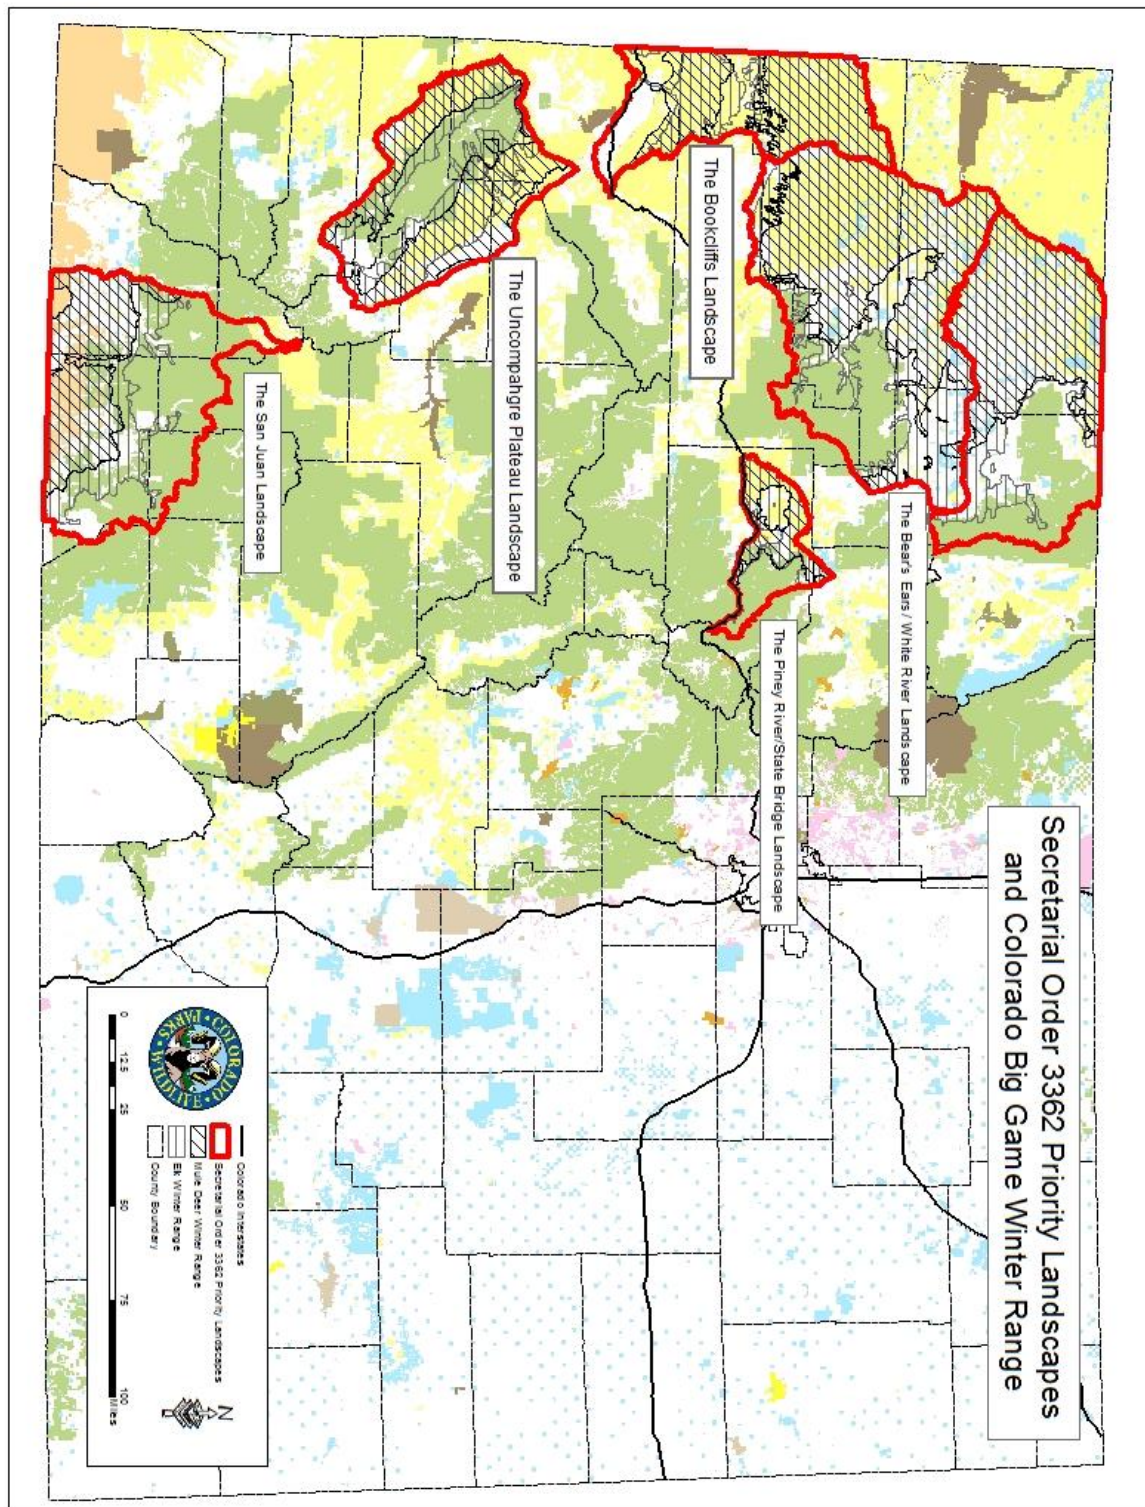 Secretarial Order 3362 Priority Landscapes
and Colorado Big Game Winter Range
The Bear's Ears / White River Landscape
The Piney River/State Bridge Landscape
The Bookcliffs Landscape
The Uncompahgre Plateau Landscape
The San Juan Landscape
COLORADO
PARKS • WILDLIFE
Colorado Interstates
Secretarial Order 3362 Priority Landscapes
Mule Deer Winter Range
Elk Winter Range
County Boundary
N
0 12.5 25 50 75 100
Miles